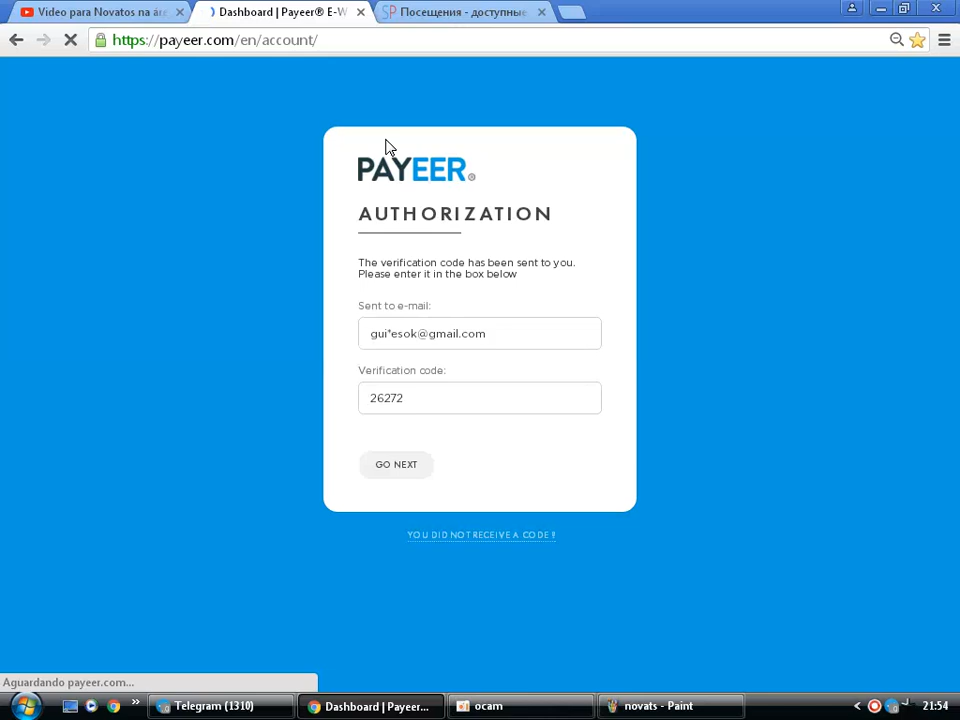 Video para Novatos na áre
Dashboard | Payeer® E-W
SP Посещения - доступные
https://payeer.com/en/account/
PAYEER®
AUTHORIZATION
The verification code has been sent to you.
Please enter it in the box below
Sent to e-mail:
gui*esok@gmail.com
Verification code:
26272
GO NEXT
YOU DID NOT RECEIVE A CODE?
Aguardando payeer.com...
Telegram (1310)
Dashboard | Payeer...
ocam
novats - Paint
21:54